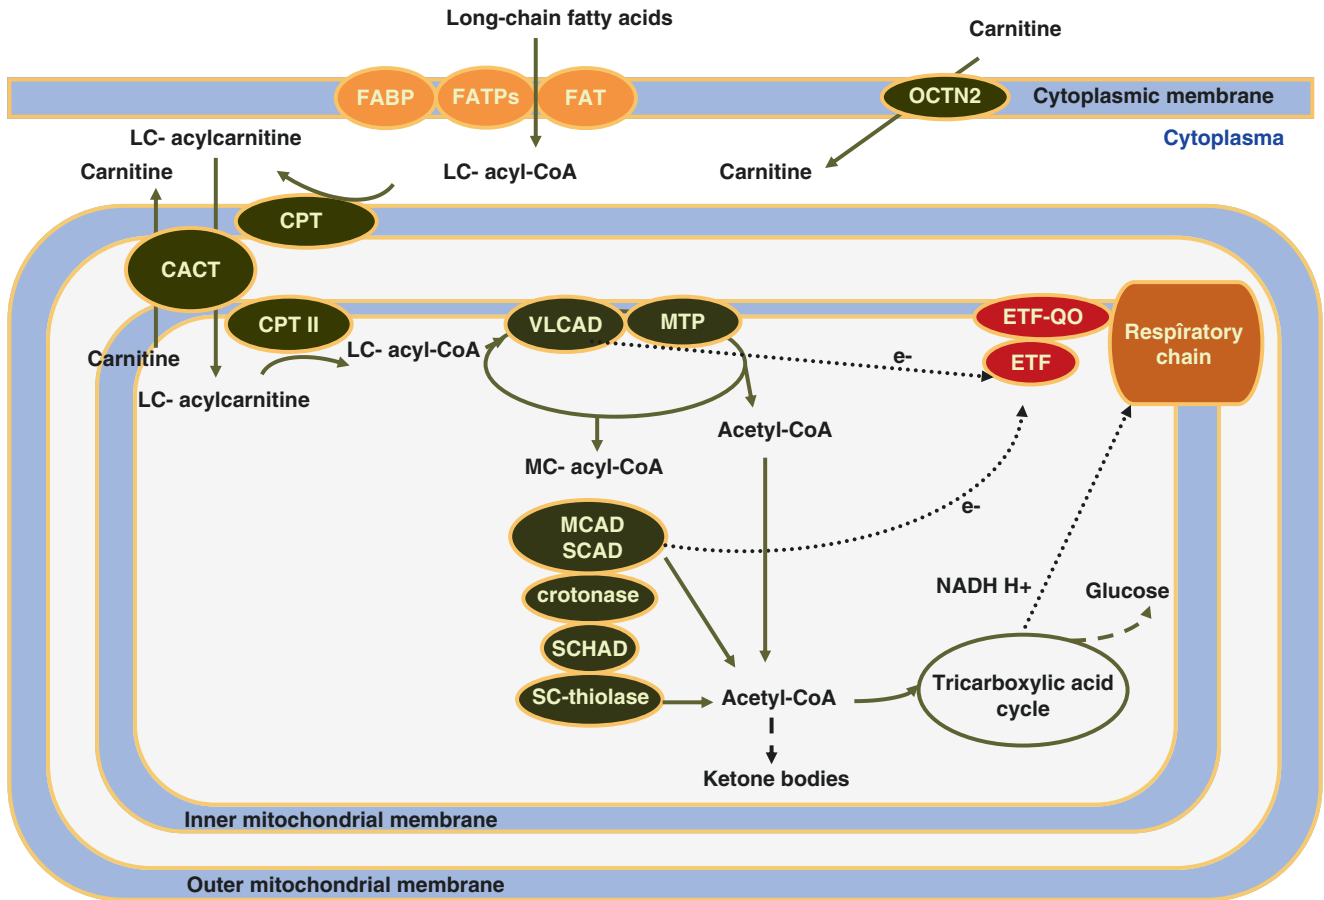 Long-chain fatty acids
Carnitine
FABP
FATPs
FAT
OCTN2
Cytoplasmic membrane
Cytoplasma
LC- acylcarnitine
Carnitine
LC- acyl-CoA
Carnitine
CPT
CACT
CPT II
VLCAD
MTP
ETF-QO
ETF
Respîratory
chain
Carnitine
LC- acyl-CoA
e-
LC- acylcarnitine
Acetyl-CoA
MC- acyl-CoA
MCAD
SCAD
e-
crotonase
NADH H+
Glucose
SCHAD
SC-thiolase
Acetyl-CoA
Tricarboxylic acid
cycle
Ketone bodies
Inner mitochondrial membrane
Outer mitochondrial membrane